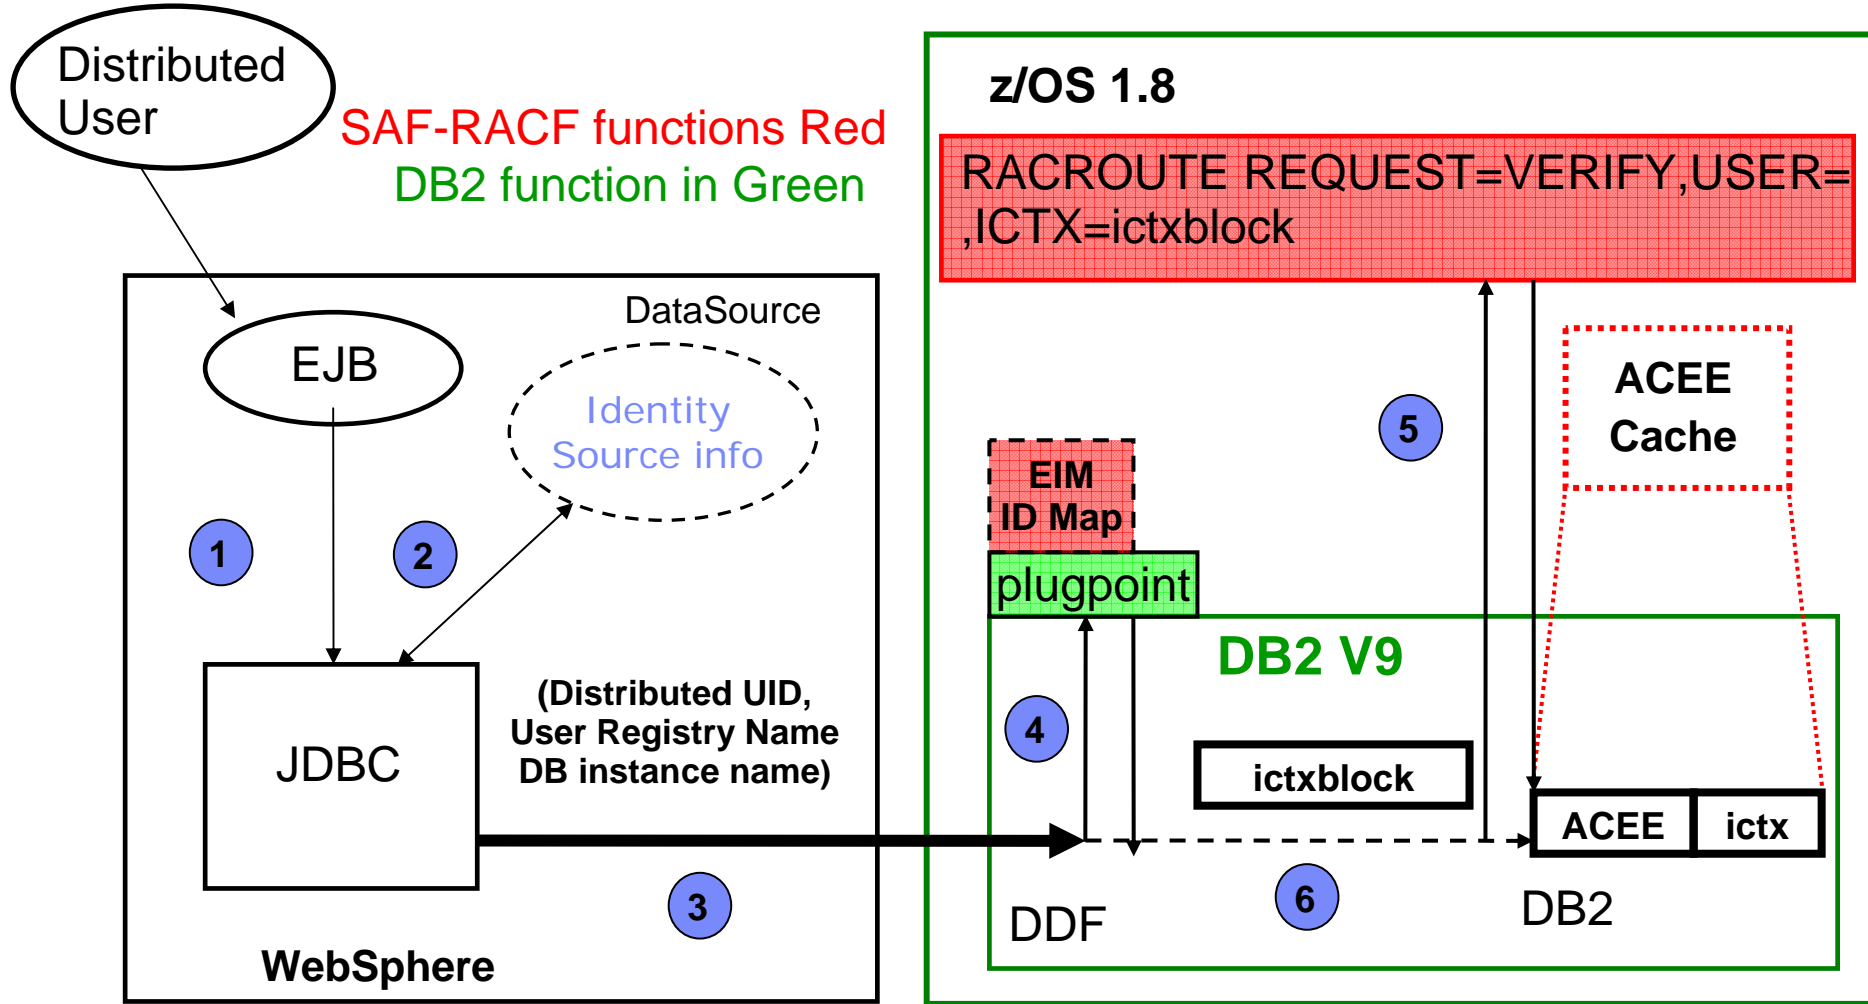 Distributed
User
SAF-RACF functions Red
DB2 function in Green
DataSource
EJB
Identity
Source info
1
2
JDBC
(Distributed UID,
User Registry Name
DB instance name)
3
WebSphere
z/OS 1.8
RACROUTE REQUEST=VERIFY,USER=
,ICTX=ictxblock
ACEE
Cache
5
EIM
ID Map
plugpoint
DB2 V9
4
ictxblock
ACEE
ictx
6
DDF
DB2